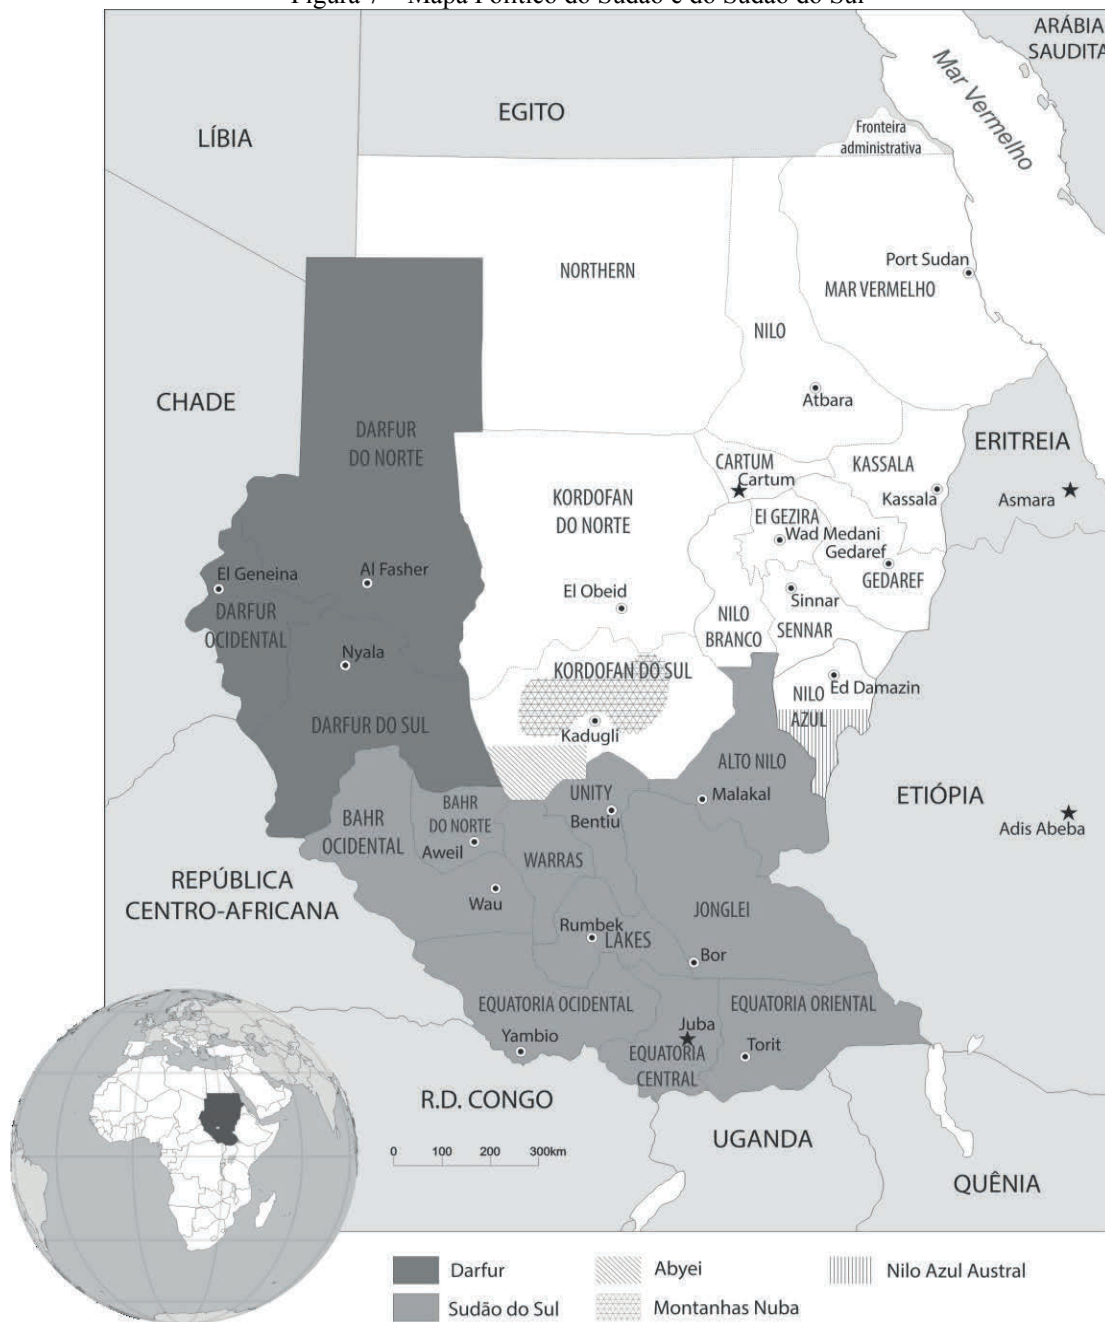 Figura 7 – Mapa Político do Sudão e do Sudão do Sul
ARÁBIA
SAUDITA
Mar Vermelho
EGITO
LÍBIA
Fronteira
administrativa
NORTHERN
Port Sudan
MAR VERMELHO
NILO
Atbara
CHADE
DARFUR
DO NORTE
ERITREIA
Asmara
CARTUM
Cartum
KASSALA
Kassala
KORDOFAN
DO NORTE
El GEZIRA
Wad Medani
Gedaref
GEDAREF
El Geneina
Al Fasher
DARFUR
OCIDENTAL
El Obeid
Sinnar
SENNAR
NILO
BRANCO
Nyala
KORDOFAN DO SUL
Ed Damazin
NILO
AZUL
DARFUR DO SUL
Kaduglí
ALTO NILO
Malakal
UNITY
Bentiu
ETIÓPIA
Adis Abeba
BAHR
OCIDENTAL
BAHR
DO NORTE
Aweil
WARRAS
REPÚBLICA
CENTRO-AFRICANA
Wau
JONGLEI
Rumbek
LAKES
Bor
EQUATORIA OCIDENTAL
EQUATORIA ORIENTAL
Yambio
Juba
EQUATORIA
CENTRAL
Torit
R.D. CONGO
UGANDA
QUÊNIA
0 100 200 300km
Darfur
Abyei
Nilo Azul Austral
Sudão do Sul
Montanhas Nuba